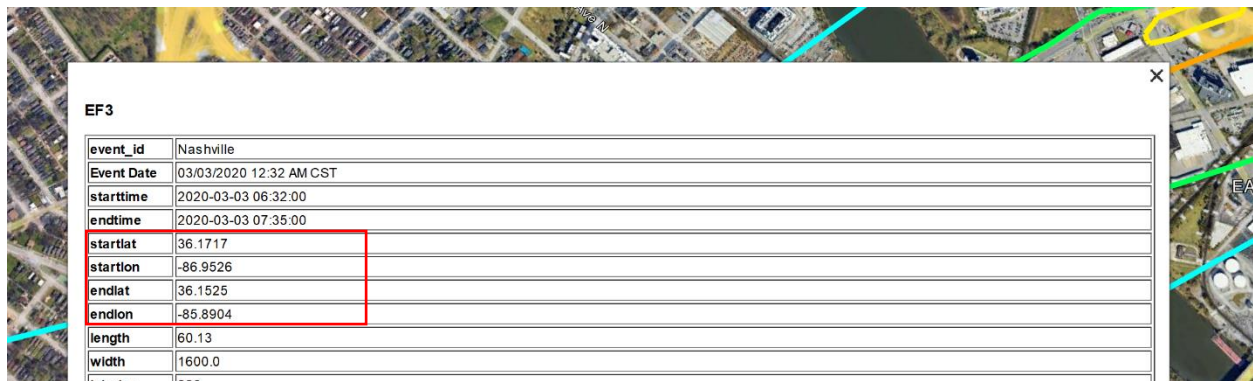 Ave N
EF3
event_id Nashville
Event Date 03/03/2020 12:32 AM CST
starttime 2020-03-03 06:32:00
endtime 2020-03-03 07:35:00
startlat 36.1717
startlon -86.9526
endlat 36.1525
endlon -85.8904
EA
length 60.13
width 1600.0